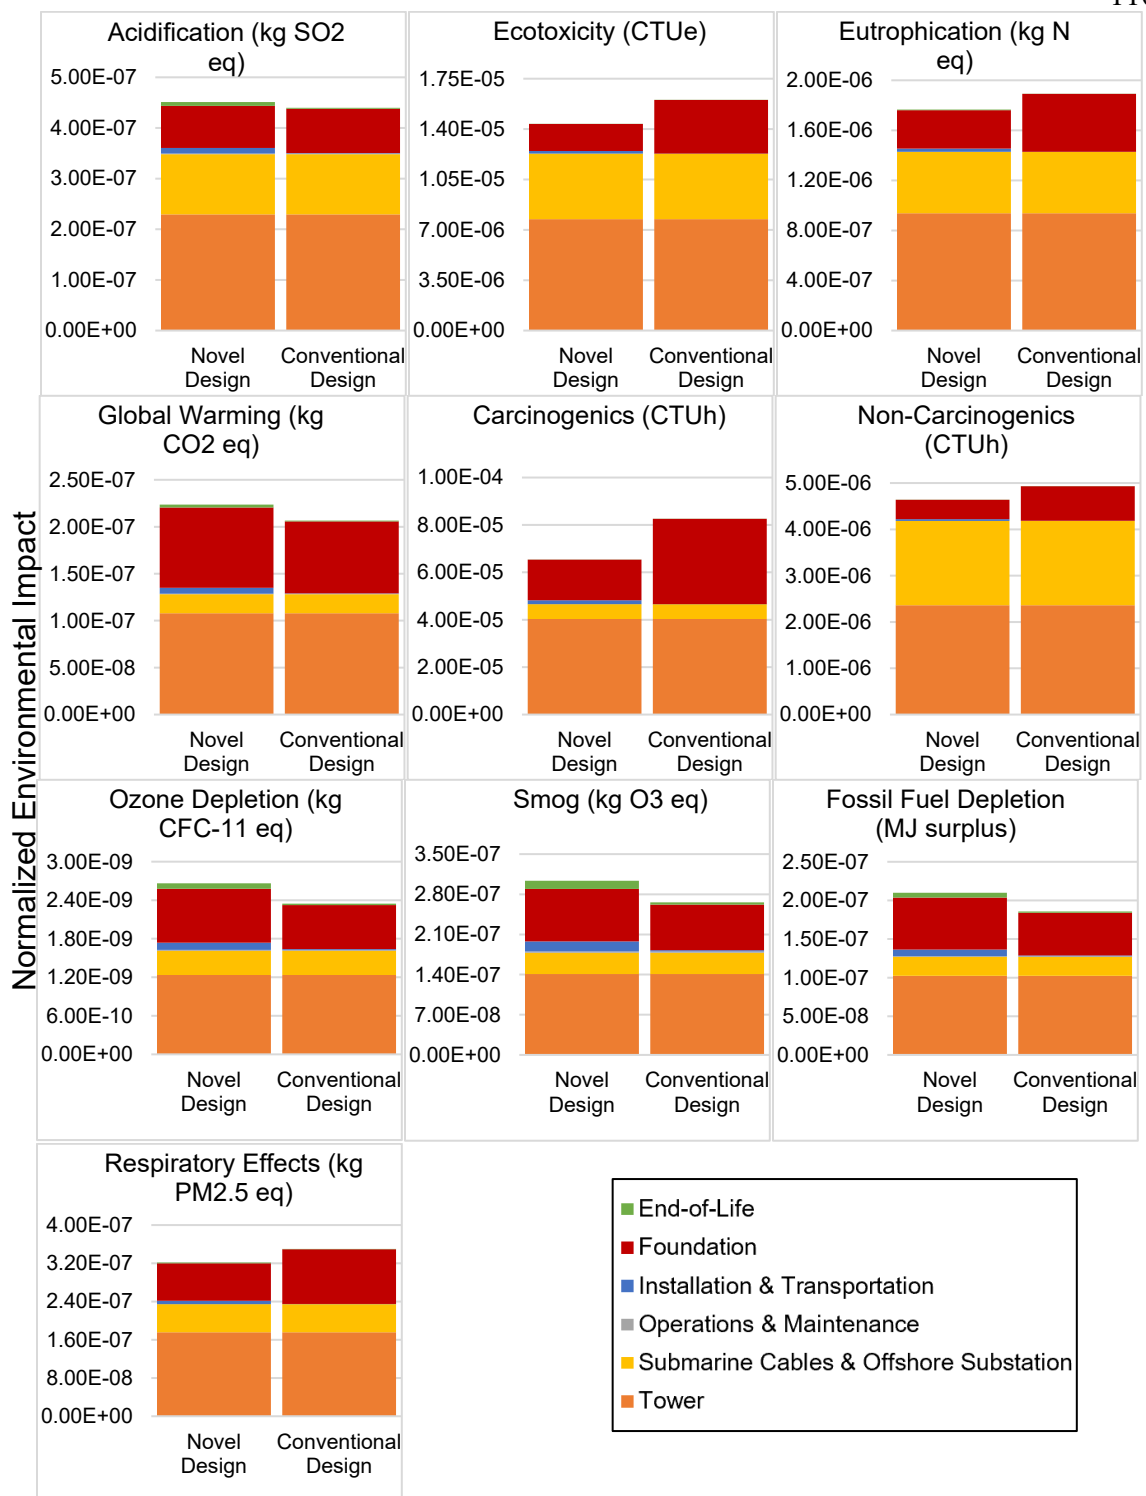 Acidification (kg SO2
eq)
5.00E-07
4.00E-07
3.00E-07
2.00E-07
1.00E-07
0.00E+00
Novel
Design
Conventional
Design
Ecotoxicity (CTUe)
1.75E-05
1.40E-05
1.05E-05
7.00E-06
3.50E-06
0.00E+00
Novel
Design
Conventional
Design
Eutrophication (kg N
eq)
2.00E-06
1.60E-06
1.20E-06
8.00E-07
4.00E-07
0.00E+00
Novel
Design
Conventional
Design
Normalized Environmental Impact
Global Warming (kg
CO2 eq)
2.50E-07
2.00E-07
1.50E-07
1.00E-07
5.00E-08
0.00E+00
Novel
Design
Conventional
Design
Carcinogenics (CTUh)
1.00E-04
8.00E-05
6.00E-05
4.00E-05
2.00E-05
0.00E+00
Novel
Design
Conventional
Design
Non-Carcinogenics
(CTUh)
5.00E-06
4.00E-06
3.00E-06
2.00E-06
1.00E-06
0.00E+00
Novel
Design
Conventional
Design
Ozone Depletion (kg
CFC-11 eq)
3.00E-09
2.40E-09
1.80E-09
1.20E-09
6.00E-10
0.00E+00
Novel
Design
Conventional
Design
Smog (kg O3 eq)
3.50E-07
2.80E-07
2.10E-07
1.40E-07
7.00E-08
0.00E+00
Novel
Design
Conventional
Design
Fossil Fuel Depletion
(MJ surplus)
2.50E-07
2.00E-07
1.50E-07
1.00E-07
5.00E-08
0.00E+00
Novel
Design
Conventional
Design
Respiratory Effects (kg
PM2.5 eq)
4.00E-07
3.20E-07
2.40E-07
1.60E-07
8.00E-08
0.00E+00
Novel
Design
Conventional
Design
End-of-Life
Foundation
Installation & Transportation
Operations & Maintenance
Submarine Cables & Offshore Substation
Tower